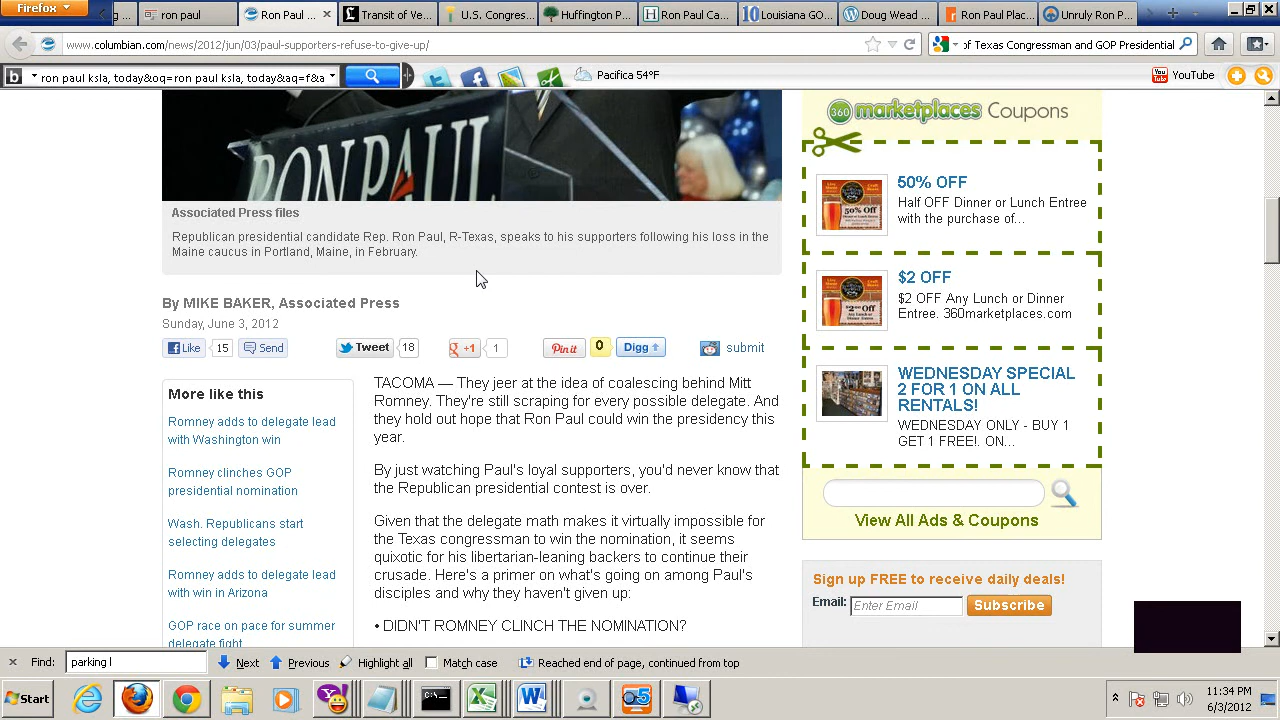 Firefox
ron paul
Ron Paul ...
Transit of Ve...
U.S. Congres...
Huffington P...
Ron Paul Ca...
Louisiana GO...
Doug Wead ...
Ron Paul Plac...
Unruly Ron P...
www.columbian.com/news/2012/jun/03/paul-supporters-refuse-to-give-up/
of Texas Congressman and GOP Presidential
ron paul ksla, today&oq=ron paul ksla, today&aq=f&a
Pacifica 54°F
YouTube
RON PAUL
Associated Press files
Republican presidential canditate Rep. Ron Paul, R-Texas, speaks to his supporters following his loss in the
Maine caucus in Portland, Maine, in February.
By MIKE BAKER, Associated Press
Sunday, June 3, 2012
Like 15 Send Tweet 18 +1 1 Pin it 0 Digg submit
More like this
Romney adds to delegate lead
with Washington win
Romney clinches GOP
presidential nomination
Wash. Republicans start
selecting delegates
Romney adds to delegate lead
with win in Arizona
GOP race on pace for summer
delegate fight
TACOMA — They jeer at the idea of coalescing behind Mitt
Romney. They're still scraping for every possible delegate. And
they hold out hope that Ron Paul could win the presidency this
year.
By just watching Paul's loyal supporters, you'd never know that
the Republican presidential contest is over.
Given that the delegate math makes it virtually impossible for
the Texas congressman to win the nomination, it seems
quixotic for his libertarian-leaning backers to continue their
crusade. Here's a primer on what's going on among Paul's
disciples and why they haven't given up.
• DIDN'T ROMNEY CLINCH THE NOMINATION?
360 marketplaces Coupons
50% OFF
Half OFF Dinner or Lunch Entree
with the purchase of...
$2 OFF
$2 OFF Any Lunch or Dinner
Entree. 360marketplaces.com
WEDNESDAY SPECIAL
2 FOR 1 ON ALL
RENTALS!
WEDNESDAY ONLY - BUY 1
GET 1 FREE!. ON...
View All Ads & Coupons
Sign up FREE to receive daily deals!
Email: Enter Email Subscribe
Find: parking l Next Previous Highlight all Match case Reached end of page, continued from top
Start
11:34 PM
6/3/2012